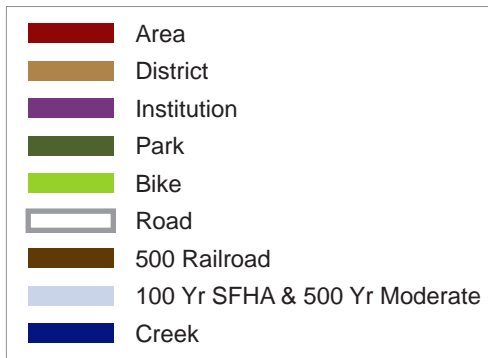 Area
District
Institution
Park
Bike
Road
500 Railroad
100 Yr SFHA & 500 Yr Moderate
Creek